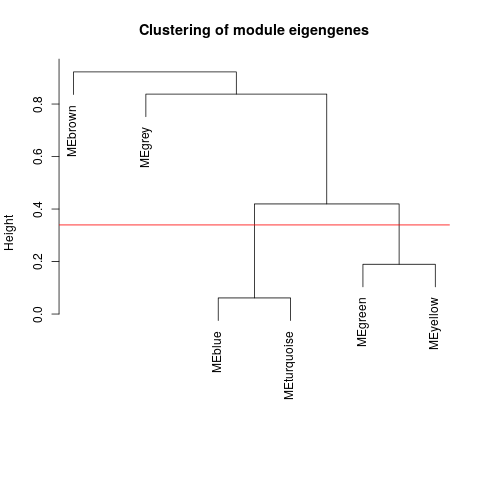 Clustering of module eigengenes
Height
0.8
0.6
0.4
0.2
0.0
MEbrown
MEgrey
MEblue
MEturquoise
MEgreen
MEyellow